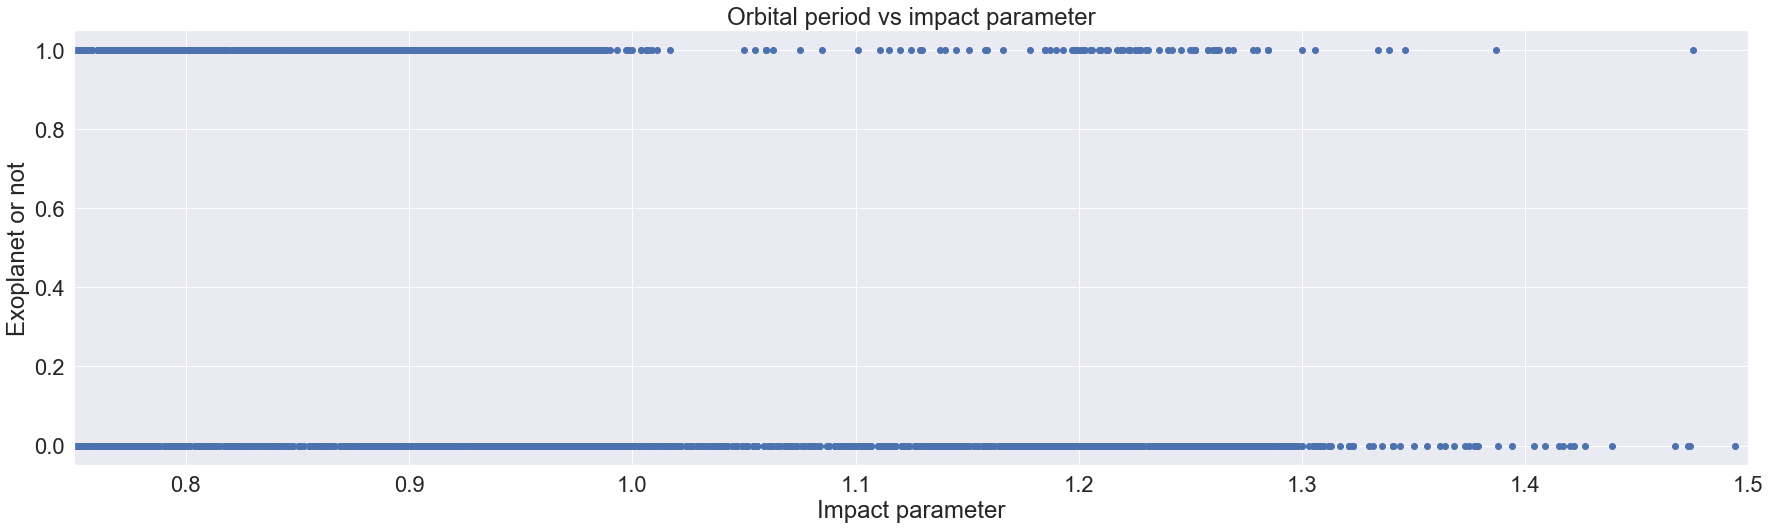 Orbital period vs impact parameter
1.0
0.8
0.6
0.4
0.2
0.0
Exoplanet or not
0.8 0.9 1.0 1.1 1.2 1.3 1.4 1.5
Impact parameter